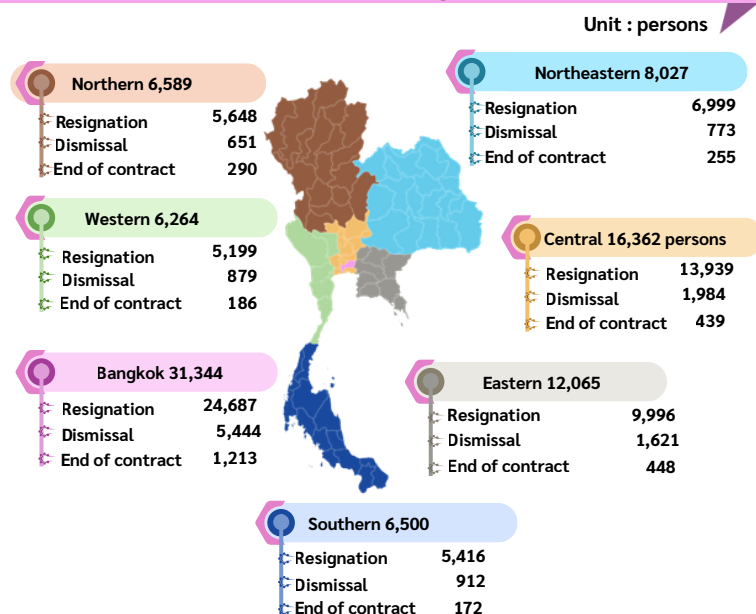 Unit : persons
Northern 6,589
Resignation 5,648
Dismissal 651
End of contract 290
Northeastern 8,027
Resignation 6,999
Dismissal 773
End of contract 255
Western 6,264
Resignation 5,199
Dismissal 879
End of contract 186
Central 16,362 persons
Resignation 13,939
Dismissal 1,984
End of contract 439
Bangkok 31,344
Resignation 24,687
Dismissal 5,444
End of contract 1,213
Eastern 12,065
Resignation 9,996
Dismissal 1,621
End of contract 448
Southern 6,500
Resignation 5,416
Dismissal 912
End of contract 172